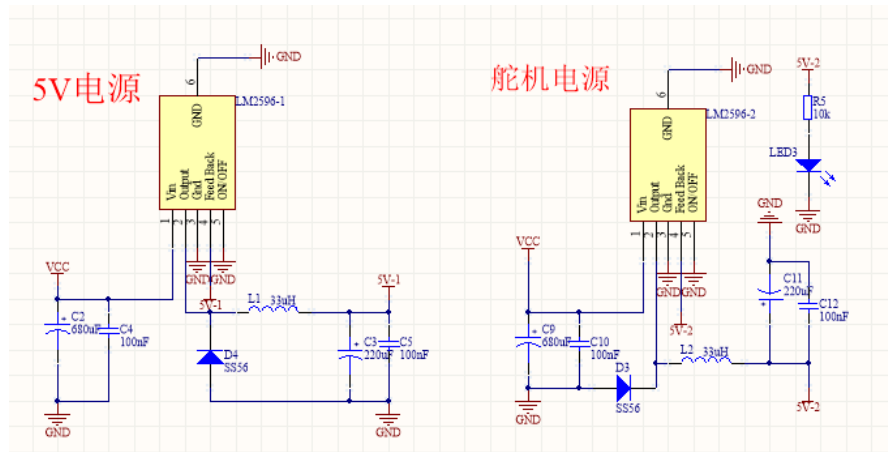 5V电源
6
GND
LM2596-1
GND
Vin
Output
Gnd
Feed Back
ON/OFF
1
2
3
4
5
GND
GND
VCC
5V-1
5V-1
L1
33uH
C2
680uF
C4
100nF
D4
SS56
C3
220uF
C5
100nF
GND
GND
舵机电源
6
GND
LM2596-2
GND
Vin
Output
Gnd
Feed Back
ON/OFF
1
2
3
4
5
GND
GND
5V-2
R5
10k
LED3
GND
VCC
5V-2
GND
C11
220uF
C12
100nF
C9
680uF
C10
100nF
L2
33uH
D3
SS56
GND
5V-2